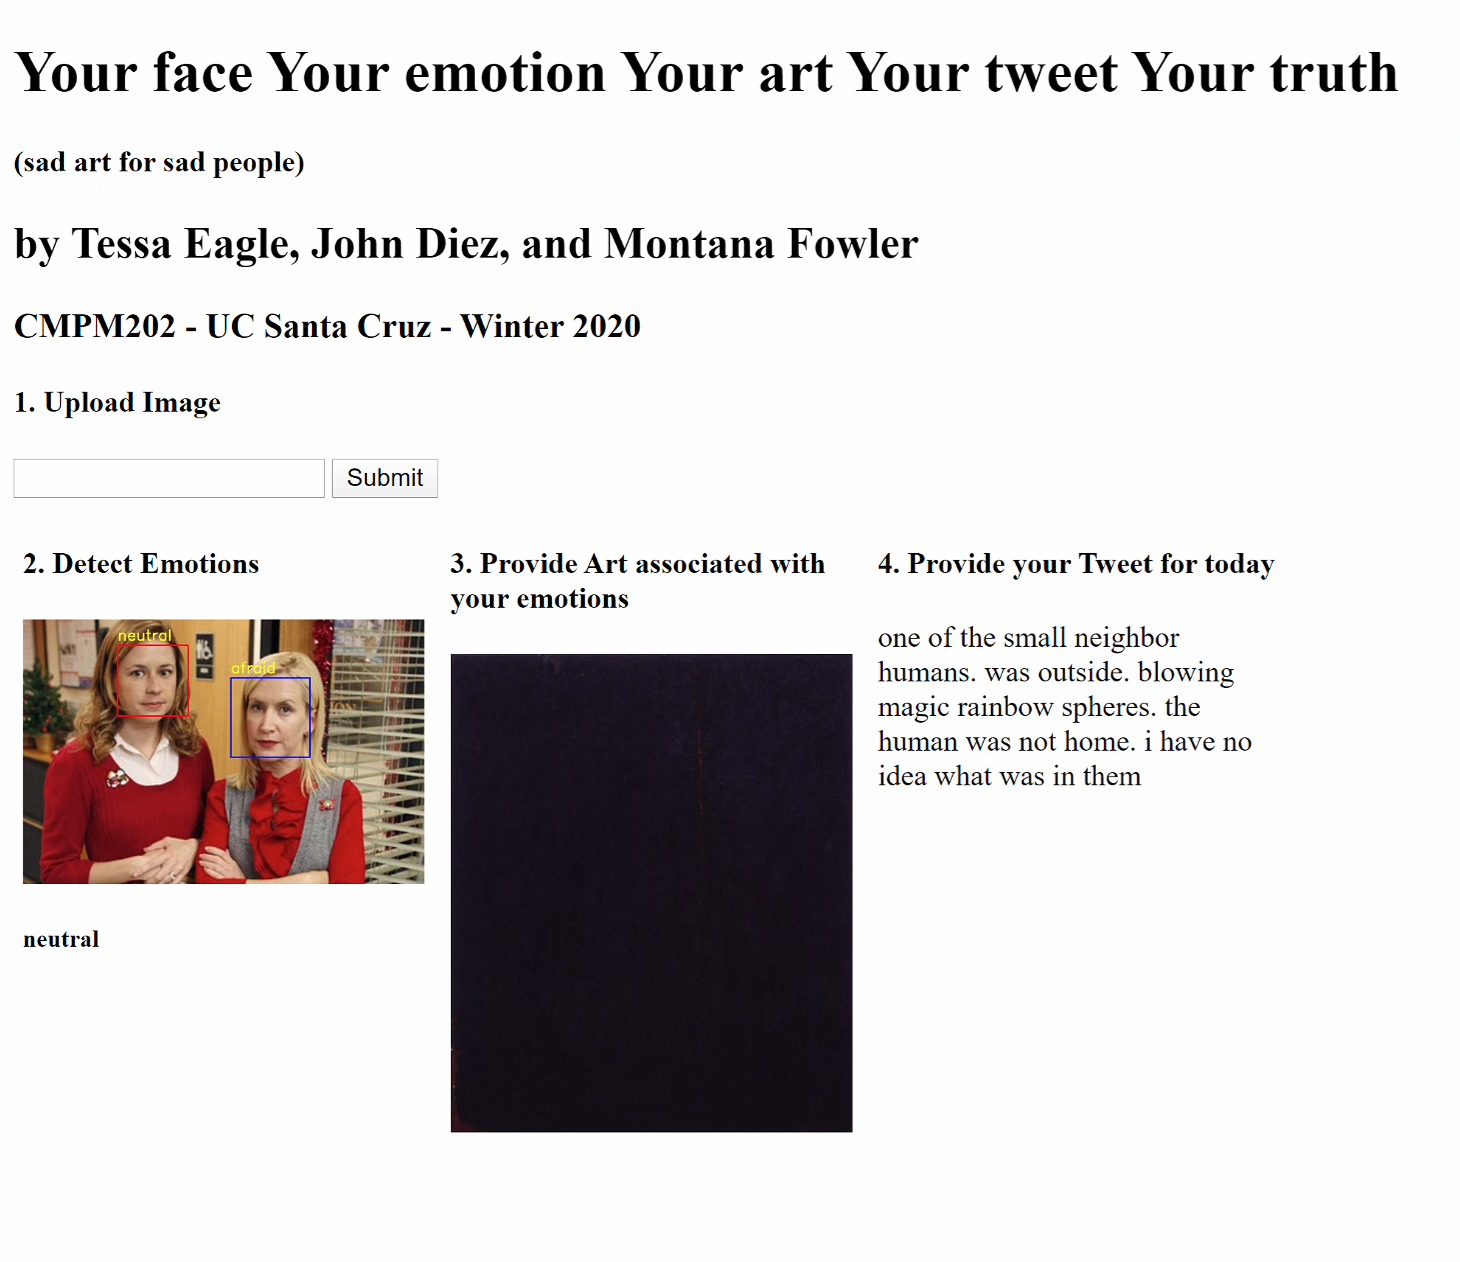 Your face Your emotion Your art Your tweet Your truth
(sad art for sad people)
by Tessa Eagle, John Diez, and Montana Fowler
CMPM202 - UC Santa Cruz - Winter 2020
1. Upload Image
Submit
2. Detect Emotions
neutral
afraid
neutral
3. Provide Art associated with
your emotions
4. Provide your Tweet for today
one of the small neighbor
humans. was outside. blowing
magic rainbow spheres. the
human was not home. i have no
idea what was in them